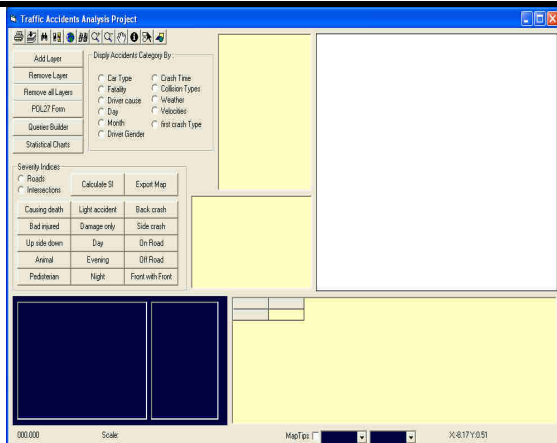 Traffic Accidents Analysis Project
Add Layer
Remove Layer
Remove all Layers
POL27 Form
Queries Builder
Statistical Charts
Disply Accidents Category By :
Car Type
Fatality
Driver cause
Day
Month
Driver Gender
Crash Time
Collision Types
Weather
Velocities
first crash Type
Severity Indices
Roads
Intersections
Calculate SI
Export Map
Causing death Light accident Back crash
Bad injured Damage only Side crash
Up side down Day On Road
Animal Evening Off Road
Pedisterian Night Front with Front
000.000 Scale: MapTips X:-8.17 Y:0.51